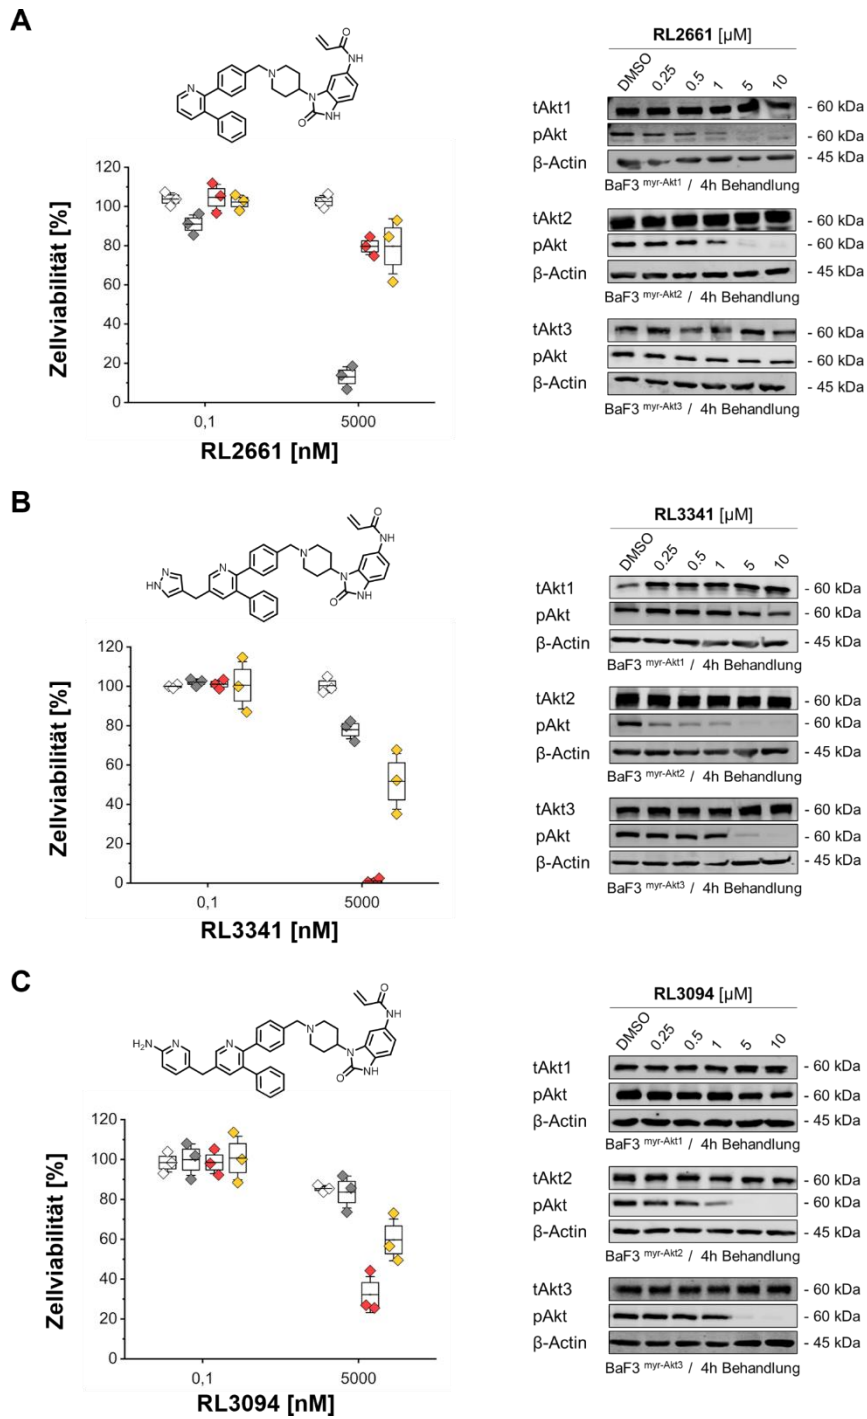 A
N
N
N
O
NH
N
O
NH
Zellviabilität [%]
120
100
80
60
40
20
0
0,1
5000
RL2661 [nM]
RL2661 [µM]
DMSO 0.25 0.5 1 5 10
tAkt1 - 60 kDa
pAkt - 60 kDa
β-Actin - 45 kDa
BaF3 myr-Akt1 / 4h Behandlung
tAkt2 - 60 kDa
pAkt - 60 kDa
β-Actin - 45 kDa
BaF3 myr-Akt2 / 4h Behandlung
tAkt3 - 60 kDa
pAkt - 60 kDa
β-Actin - 45 kDa
BaF3 myr-Akt3 / 4h Behandlung
B
O
NH
N
N
HN
N
N
O
NH
Zellviabilität [%]
120
100
80
60
40
20
0
0,1
5000
RL3341 [nM]
RL3341 [µM]
DMSO 0.25 0.5 1 5 10
tAkt1 - 60 kDa
pAkt - 60 kDa
β-Actin - 45 kDa
BaF3 myr-Akt1 / 4h Behandlung
tAkt2 - 60 kDa
pAkt - 60 kDa
β-Actin - 45 kDa
BaF3 myr-Akt2 / 4h Behandlung
tAkt3 - 60 kDa
pAkt - 60 kDa
β-Actin - 45 kDa
BaF3 myr-Akt3 / 4h Behandlung
C
O
NH
N
H₂N
N
N
N
O
NH
Zellviabilität [%]
120
100
80
60
40
20
0
0,1
5000
RL3094 [nM]
RL3094 [µM]
DMSO 0.25 0.5 1 5 10
tAkt1 - 60 kDa
pAkt - 60 kDa
β-Actin - 45 kDa
BaF3 myr-Akt1 / 4h Behandlung
tAkt2 - 60 kDa
pAkt - 60 kDa
β-Actin - 45 kDa
BaF3 myr-Akt2 / 4h Behandlung
tAkt3 - 60 kDa
pAkt - 60 kDa
β-Actin - 45 kDa
BaF3 myr-Akt3 / 4h Behandlung